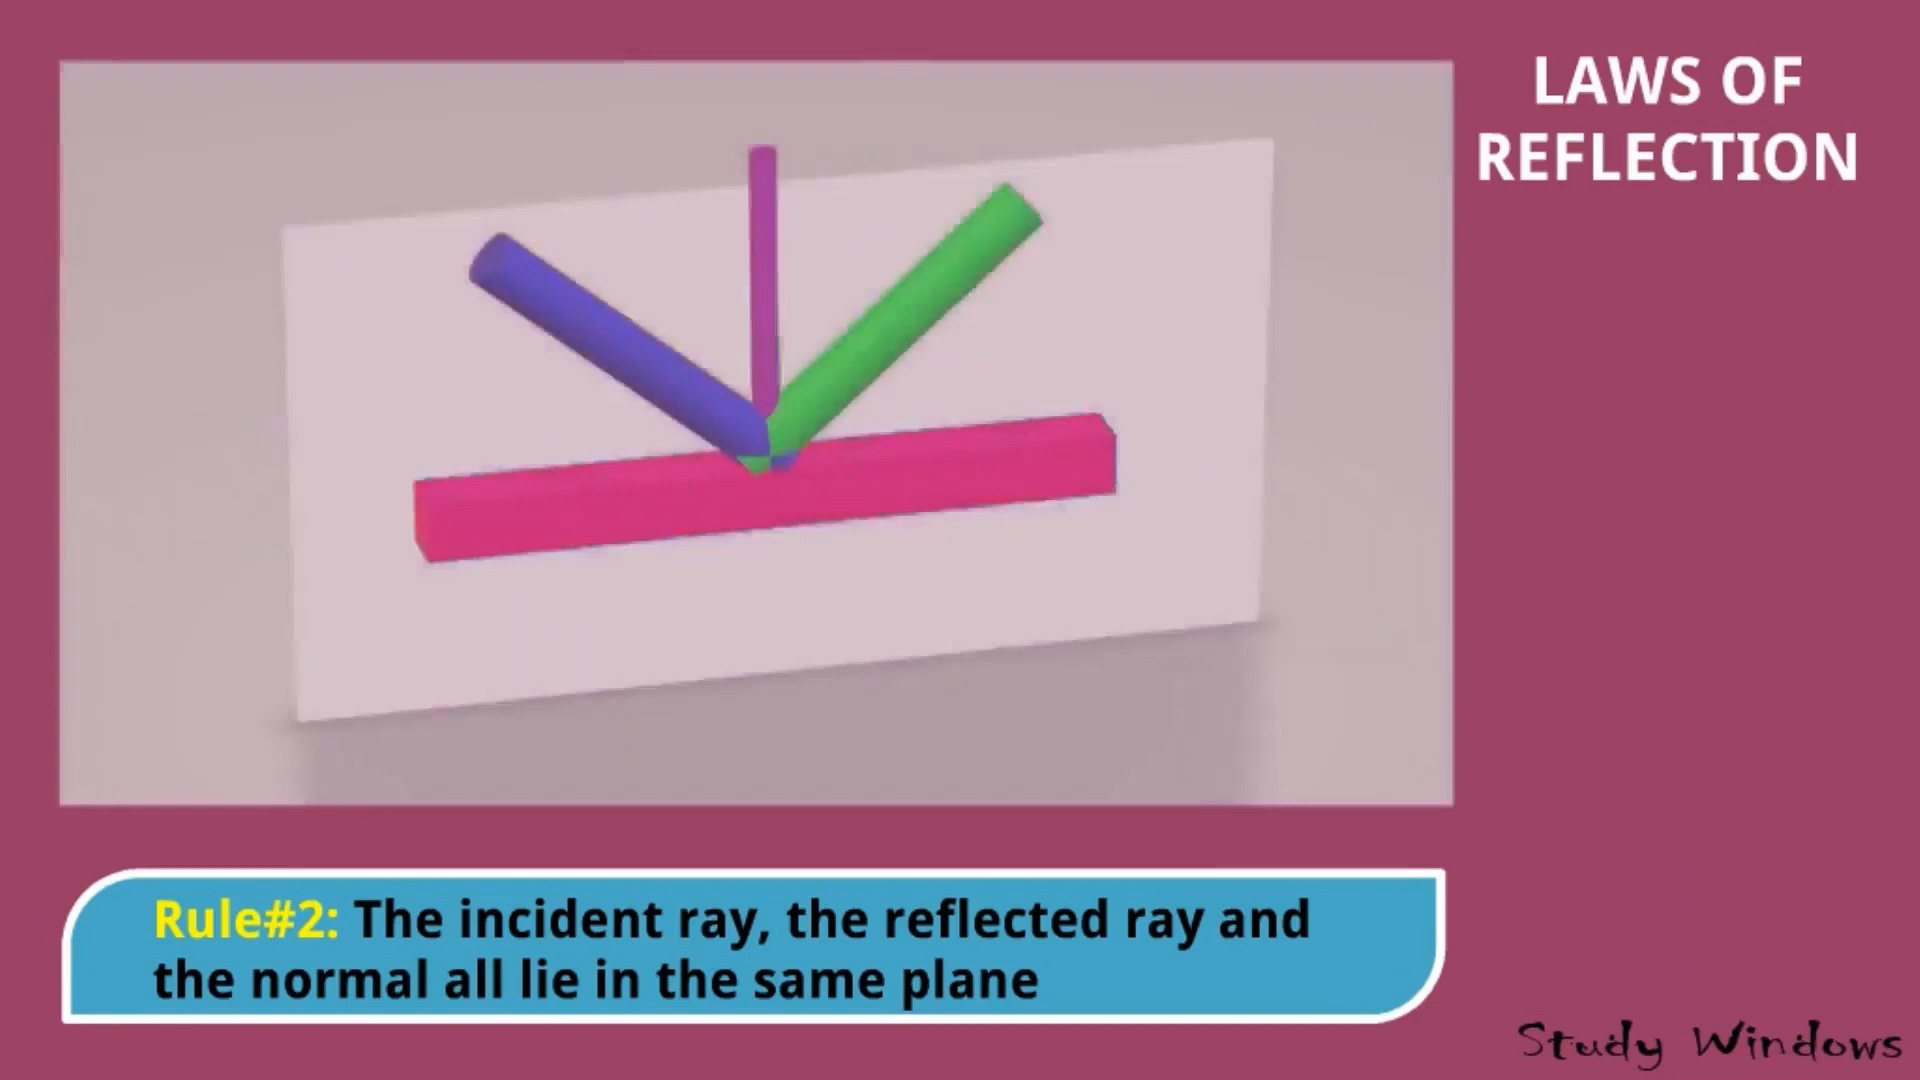 LAWS OF
REFLECTION
Rule#2: The incident ray, the reflected ray and
the normal all lie in the same plane
Study Windows